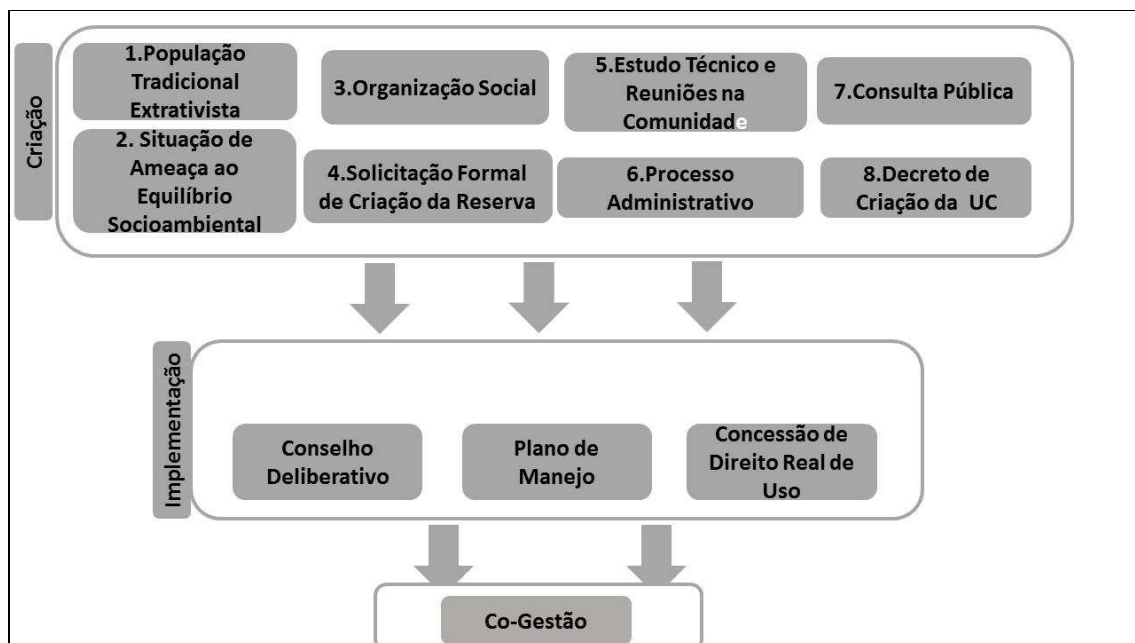 Criação
1.População
Tradicional
Extrativista
2. Situação de
Ameaça ao
Equilíbrio
Socioambiental
3.Organização Social
4.Solicitação Formal
de Criação da Reserva
5.Estudo Técnico e
Reuniões na
Comunidade
6.Processo
Administrativo
7.Consulta Pública
8.Decreto de
Criação da UC
Implementação
Conselho
Deliberativo
Plano de
Manejo
Concessão de
Direito Real de
Uso
Co-Gestão